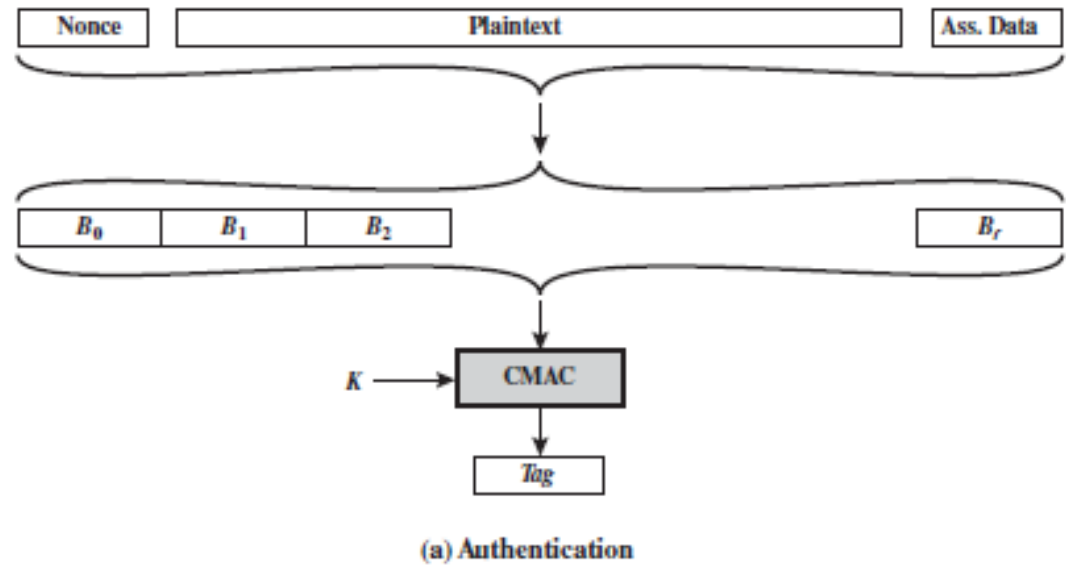 Nonce Plaintext Ass. Data
B0 B1 B2 Br
K CMAC
Tag
(a) Authentication